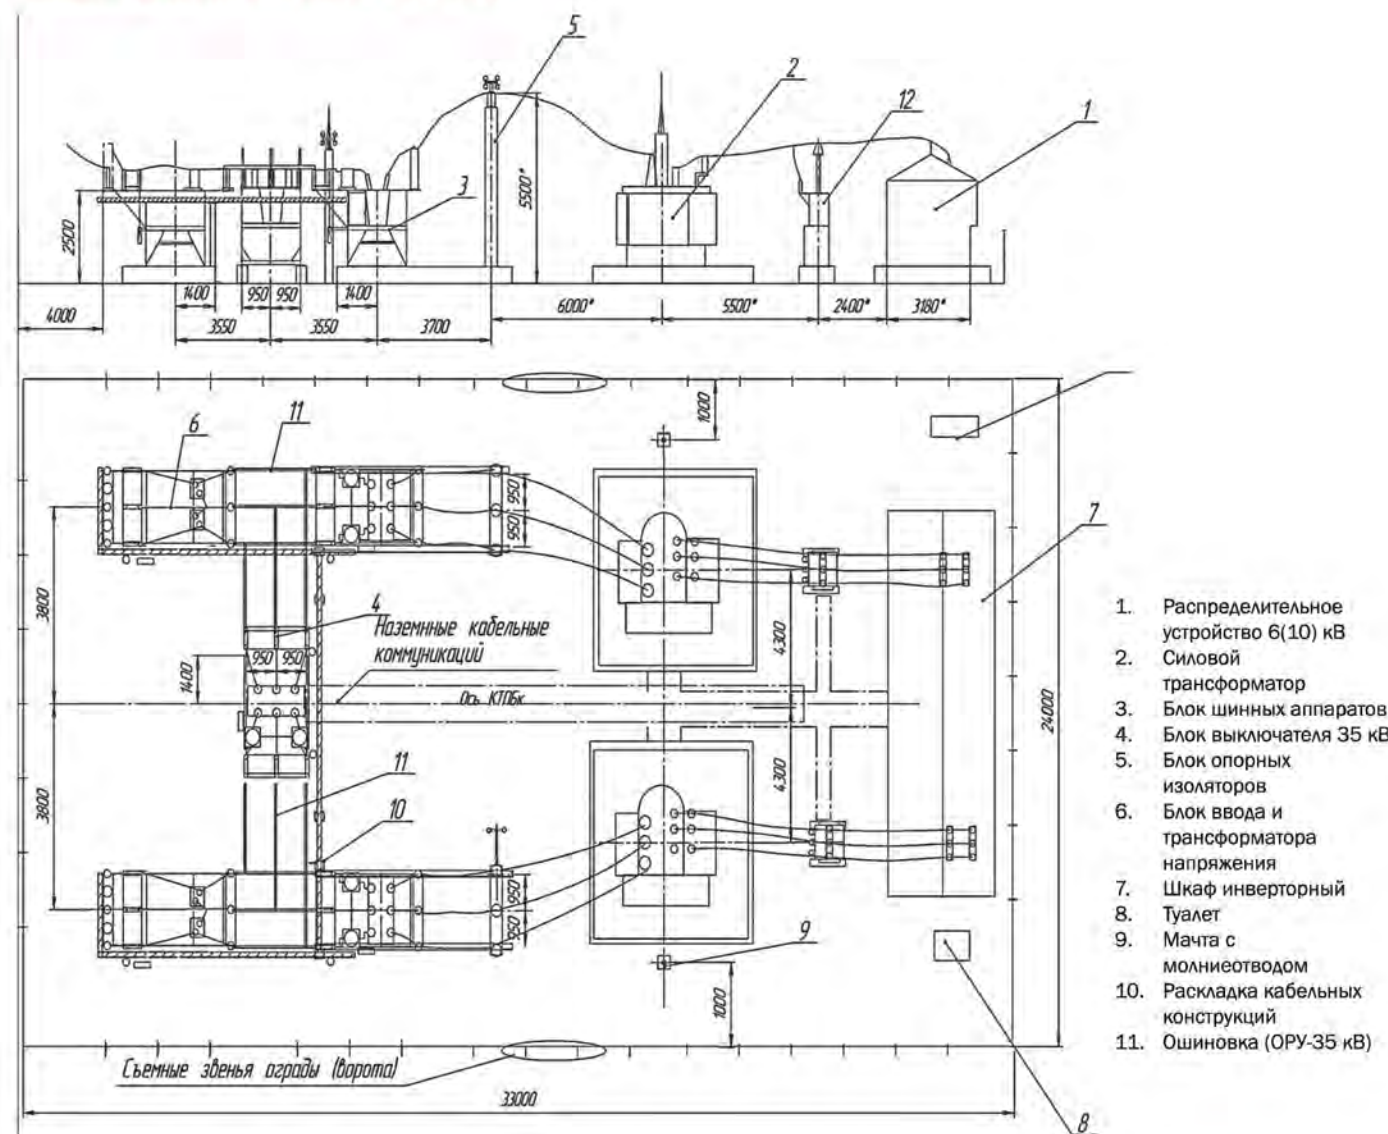 5
2
12
1
3
5500*
2500
1400
950
950
1400
4000
3550
3550
3700
6000*
5500*
2400*
3180*
1000
11
6
950
950
7
3800
4
Наземные кабельные
коммуникаций
4300
1400
950
950
Ось КТПБк
24000
4300
3800
11
10
950
950
9
1000
Съемные звенья ограды (ворота)
33000
8
1. Распределительное
устройство 6(10) кВ
2. Силовой
трансформатор
3. Блок шинных аппаратов
4. Блок выключателя 35 кВ
5. Блок опорных
изоляторов
6. Блок ввода и
трансформатора
напряжения
7. Шкаф инверторный
8. Туалет
9. Мачта с
молниеотводом
10. Раскладка кабельных
конструкций
11. Ошиновка (ОРУ-35 кВ)